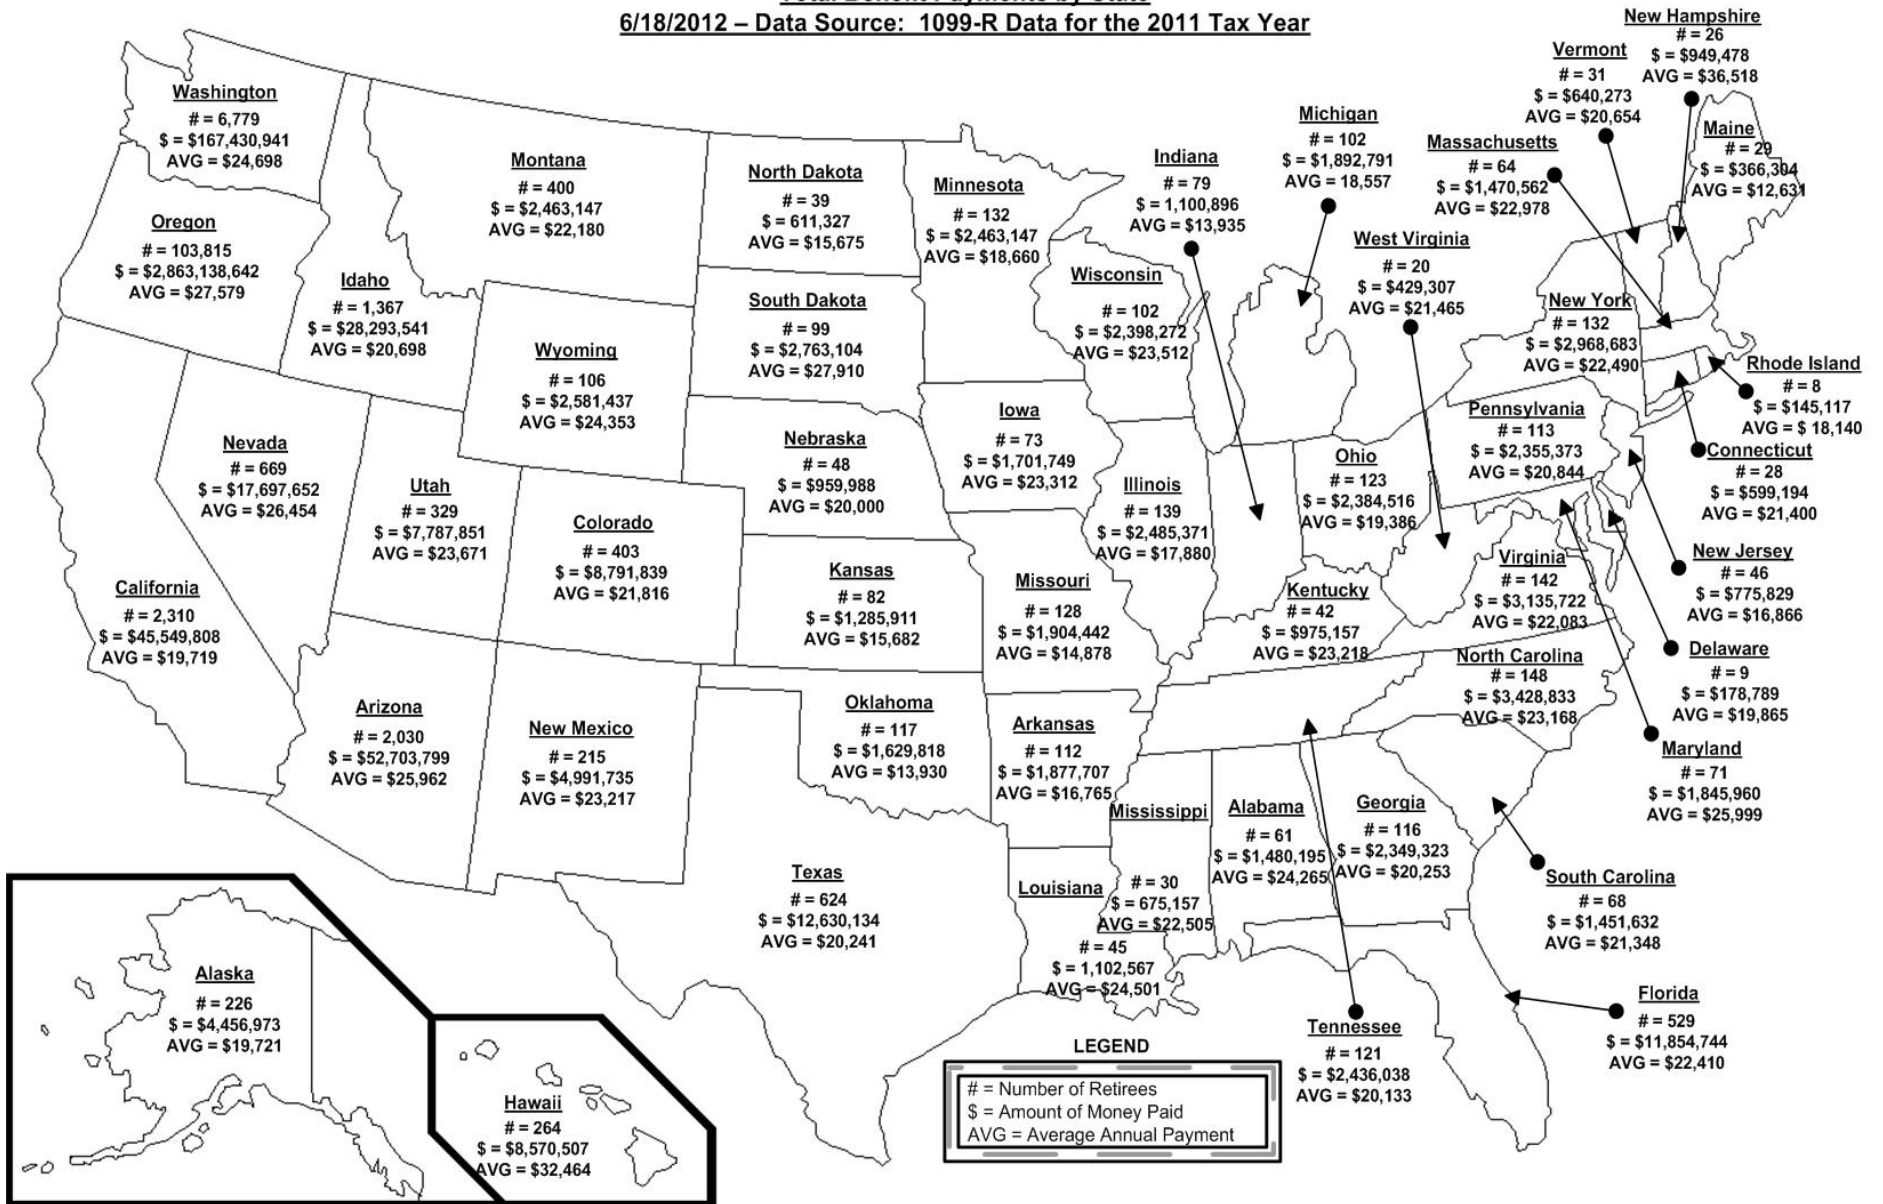 Total Benefit Payments by State
6/18/2012 – Data Source: 1099-R Data for the 2011 Tax Year
Washington
# = 6,779
$ = $167,430,941
AVG = $24,698
Oregon
# = 103,815
$ = $2,863,138,642
AVG = $27,579
Idaho
# = 1,367
$ = $28,293,541
AVG = $20,698
Montana
# = 400
$ = $2,463,147
AVG = $22,180
North Dakota
# = 39
$ = 611,327
AVG = $15,675
Minnesota
# = 132
$ = $2,463,147
AVG = $18,660
South Dakota
# = 99
$ = $2,763,104
AVG = $27,910
Wyoming
# = 106
$ = $2,581,437
AVG = $24,353
Wisconsin
# = 102
$ = $2,398,272
AVG = $23,512
Indiana
# = 79
$ = 1,100,896
AVG = $13,935
Michigan
# = 102
$ = $1,892,791
AVG = 18,557
West Virginia
# = 20
$ = $429,307
AVG = $21,465
Massachusetts
# = 64
$ = $1,470,562
AVG = $22,978
Vermont
# = 31
$ = $640,273
AVG = $20,654
New Hampshire
# = 26
$ = $949,478
AVG = $36,518
Maine
# = 29
$ = $366,304
AVG = $12,631
New York
# = 132
$ = $2,968,683
AVG = $22,490
Rhode Island
# = 8
$ = $145,117
AVG = $ 18,140
Pennsylvania
# = 113
$ = $2,355,373
AVG = $20,844
Connecticut
# = 28
$ = $599,194
AVG = $21,400
New Jersey
# = 46
$ = $775,829
AVG = $16,866
Delaware
# = 9
$ = $178,789
AVG = $19,865
Maryland
# = 71
$ = $1,845,960
AVG = $25,999
Nevada
# = 669
$ = $17,697,652
AVG = $26,454
Utah
# = 329
$ = $7,787,851
AVG = $23,671
Colorado
# = 403
$ = $8,791,839
AVG = $21,816
Nebraska
# = 48
$ = $959,988
AVG = $20,000
Iowa
# = 73
$ = $1,701,749
AVG = $23,312
Illinois
# = 139
$ = $2,485,371
AVG = $17,880
Ohio
# = 123
$ = $2,384,516
AVG = $19,386
Kansas
# = 82
$ = $1,285,911
AVG = $15,682
Missouri
# = 128
$ = $1,904,442
AVG = $14,878
Kentucky
# = 42
$ = $975,157
AVG = $23,218
Virginia
# = 142
$ = $3,135,722
AVG = $22,083
North Carolina
# = 148
$ = $3,428,833
AVG = $23,168
California
# = 2,310
$ = $45,549,808
AVG = $19,719
Arizona
# = 2,030
$ = $52,703,799
AVG = $25,962
New Mexico
# = 215
$ = $4,991,735
AVG = $23,217
Oklahoma
# = 117
$ = $1,629,818
AVG = $13,930
Arkansas
# = 112
$ = $1,877,707
AVG = $16,765
Mississippi
# = 30
$ = 675,157
AVG = $22,505
Alabama
# = 61
$ = $1,480,195
AVG = $24,265
Georgia
# = 116
$ = $2,349,323
AVG = $20,253
South Carolina
# = 68
$ = $1,451,632
AVG = $21,348
Texas
# = 624
$ = $12,630,134
AVG = $20,241
Louisiana
# = 45
$ = 1,102,567
AVG = $24,501
Florida
# = 529
$ = $11,854,744
AVG = $22,410
Tennessee
# = 121
$ = $2,436,038
AVG = $20,133
Alaska
# = 226
$ = $4,456,973
AVG = $19,721
Hawaii
# = 264
$ = $8,570,507
AVG = $32,464
LEGEND
# = Number of Retirees
$ = Amount of Money Paid
AVG = Average Annual Payment